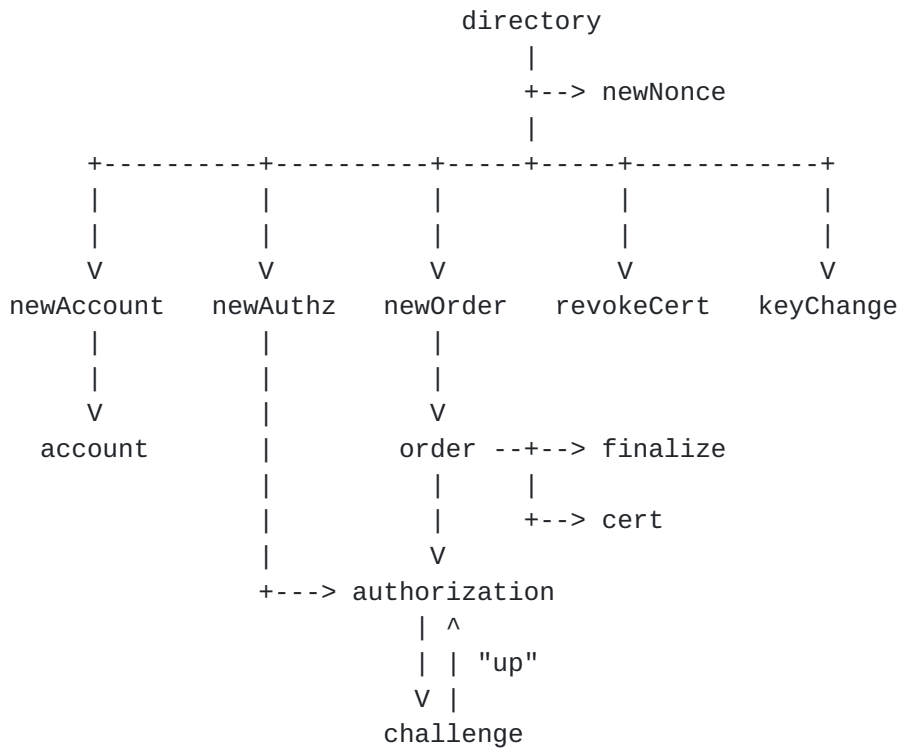 directory
newNonce
newAccount newAuthz newOrder revokeCert keyChange
account order finalize
cert
authorization
"up"
challenge